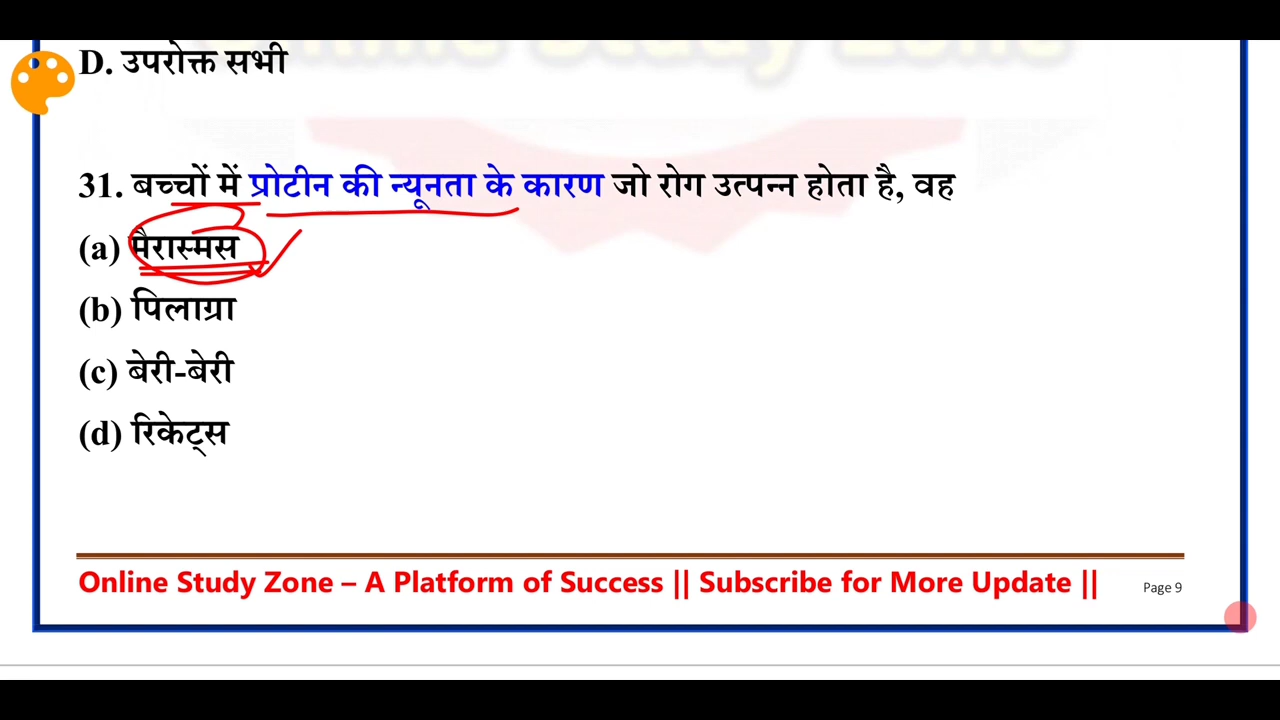 D. उपरोक्त सभी
31. बच्चों में प्रोटीन की न्यूनता के कारण जो रोग उत्पन्न होता है, वह
(a) मैरास्मस
(b) पिलाग्रा
(c) बेरी-बेरी
(d) रिकेट्स
Online Study Zone – A Platform of Success || Subscribe for More Update ||
Page 9